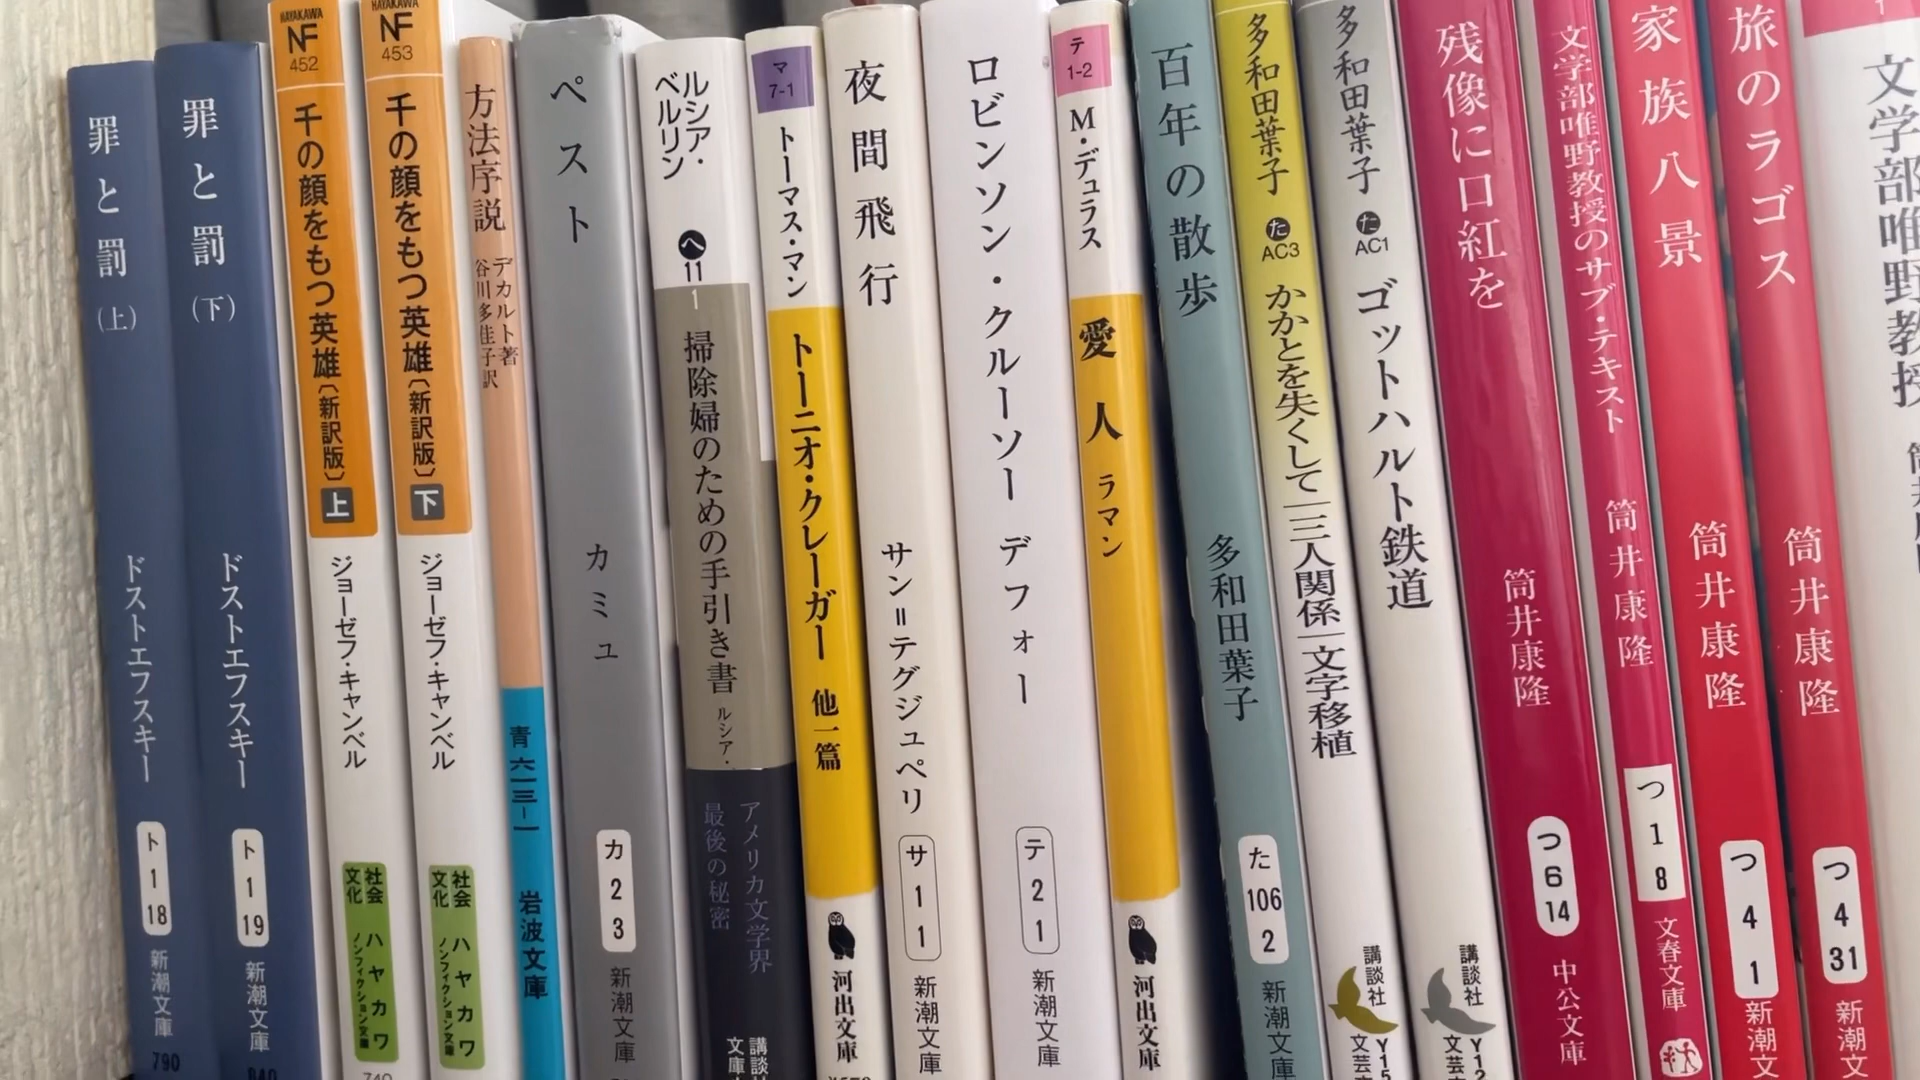 罪と罰（上）
ドストエフスキー
ト
1
18
新潮文庫
790
罪と罰（下）
ドストエフスキー
ト
1
19
新潮文庫
840
HAYAKAWA
NF
452
千の顔をもつ英雄〔新訳版〕上
ジョーゼフ・キャンベル
社会
文化
ハヤカワ
ノンフィクション文庫
740
HAYAKAWA
NF
453
千の顔をもつ英雄〔新訳版〕下
ジョーゼフ・キャンベル
社会
文化
ハヤカワ
ノンフィクション文庫
方法序説
デカルト著
谷川多佳子訳
青六一三-一
岩波文庫
ペスト
カミュ
カ
2
3
新潮文庫
ルシア・
ベルリン
へ
11
1
掃除婦のための手引き書
ルシア・
アメリカ文学界
最後の秘密
講談社
文庫
マ
7-1
トーマス・マン
トーニオ・クレーガー 他一篇
河出文庫
夜間飛行
サン＝テグジュペリ
サ
1
1
新潮文庫
ロビンソン・クルーソー
デフォー
テ
2
1
新潮文庫
テ
1-2
M・デュラス
愛人 ラマン
河出文庫
百年の散歩
多和田葉子
た
106
2
新潮文庫
多和田葉子
た
AC3
かかとを失くして｜三人関係｜文字移植
講談社
文芸
多和田葉子
た
AC1
ゴットハルト鉄道
講談社
文芸
残像に口紅を
筒井康隆
つ
6
14
中公文庫
文学部唯野教授のサブ・テキスト
筒井康隆
つ
1
8
文春文庫
家族八景
筒井康隆
つ
4
1
新潮文
旅のラゴス
筒井康隆
つ
4
31
新潮文
文学部唯野教授